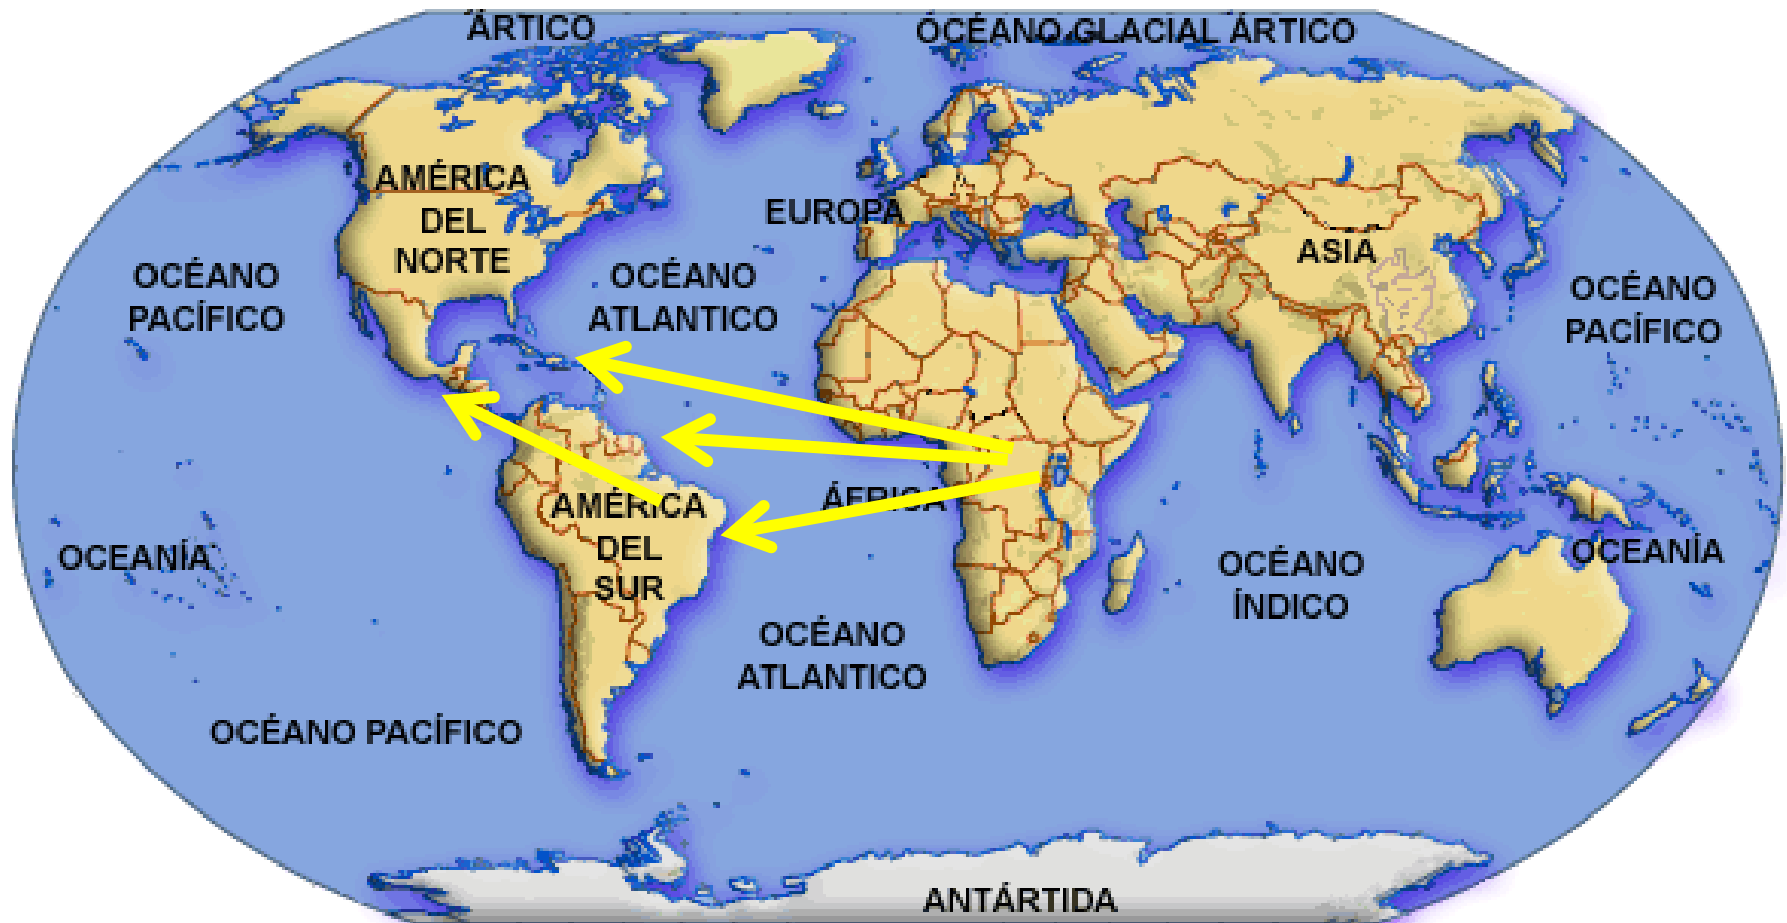 ÁRTICO
OCÉANO GLACIAL ÁRTICO
AMÉRICA
DEL
NORTE
EUROPA
ASIA
OCÉANO
PACÍFICO
OCÉANO
ATLANTICO
OCÉANO
PACÍFICO
ÁFRICA
AMÉRICA
DEL
SUR
OCEANÍA
OCEANÍA
OCÉANO
ÍNDICO
OCÉANO
ATLANTICO
OCÉANO PACÍFICO
ANTÁRTIDA